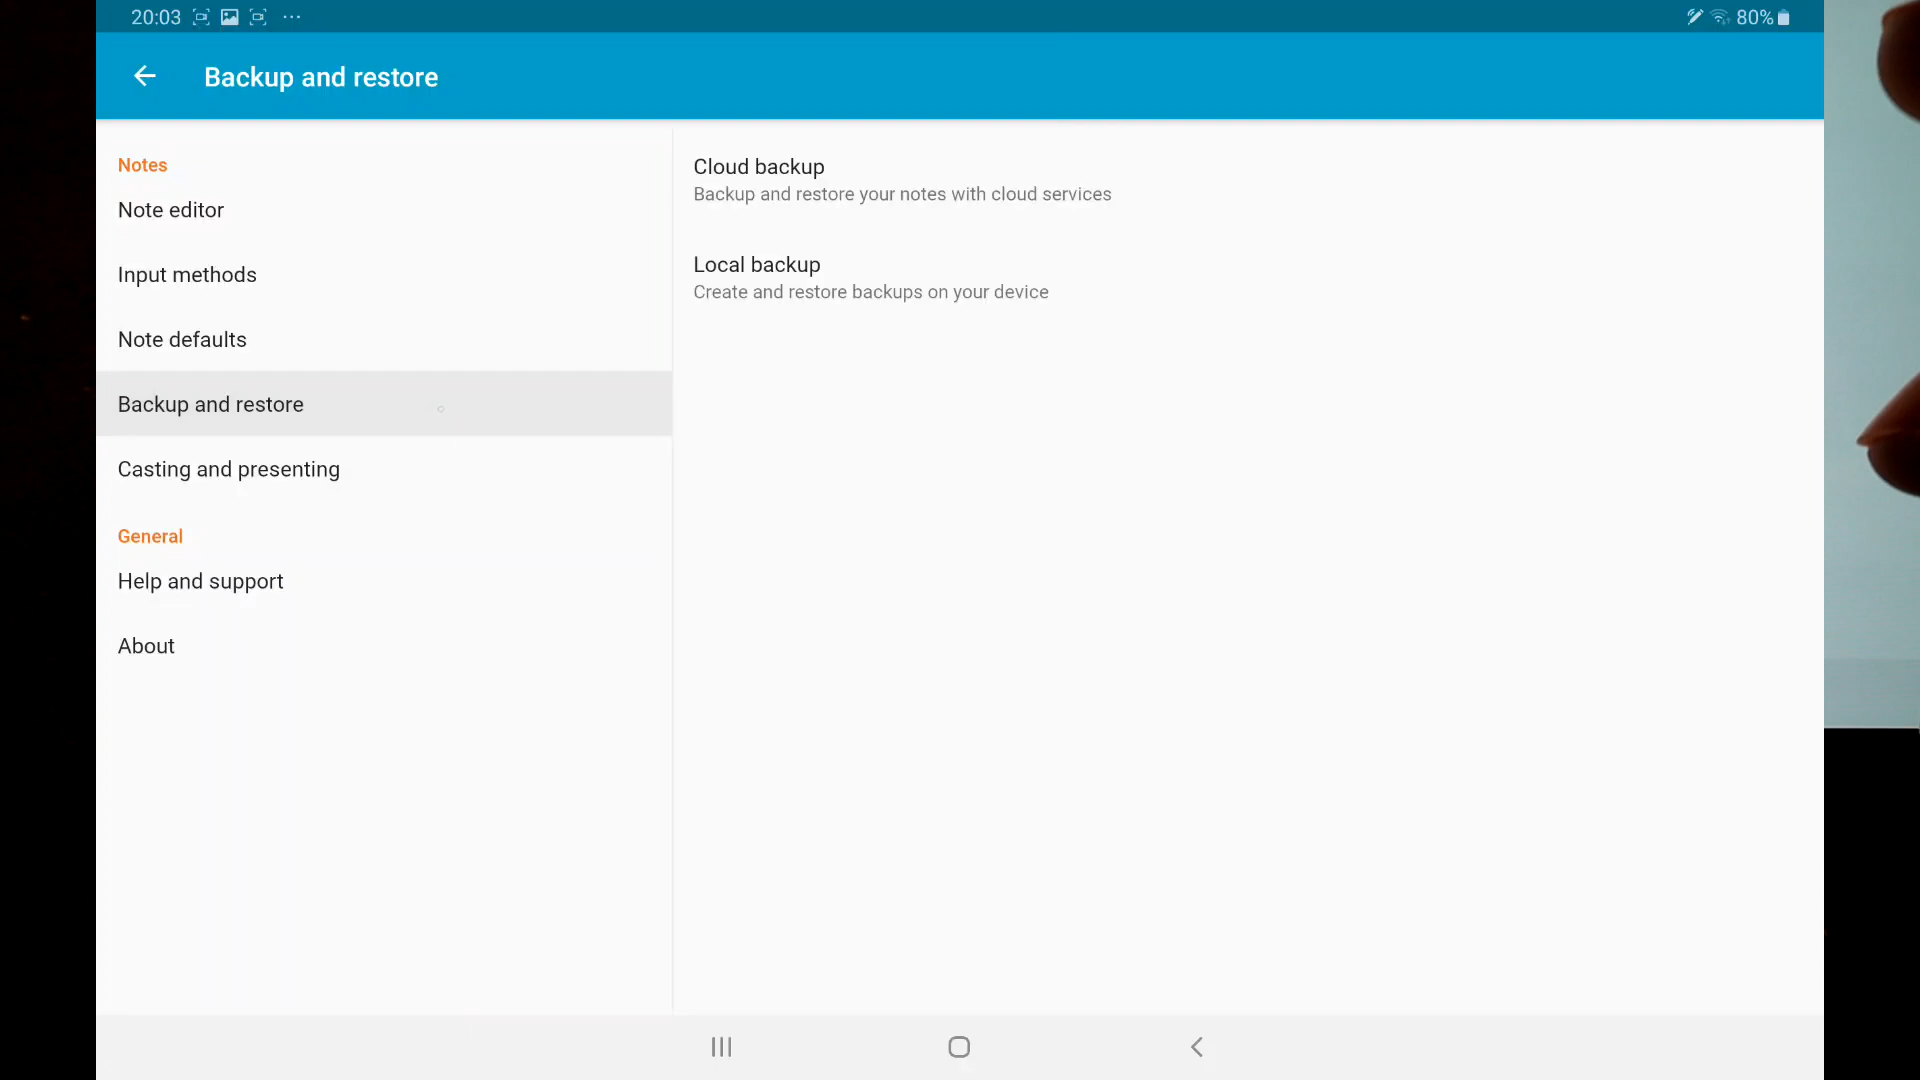 20:03
80%
Backup and restore
Notes
Note editor
Input methods
Note defaults
Backup and restore
Casting and presenting
General
Help and support
About
Cloud backup
Backup and restore your notes with cloud services
Local backup
Create and restore backups on your device